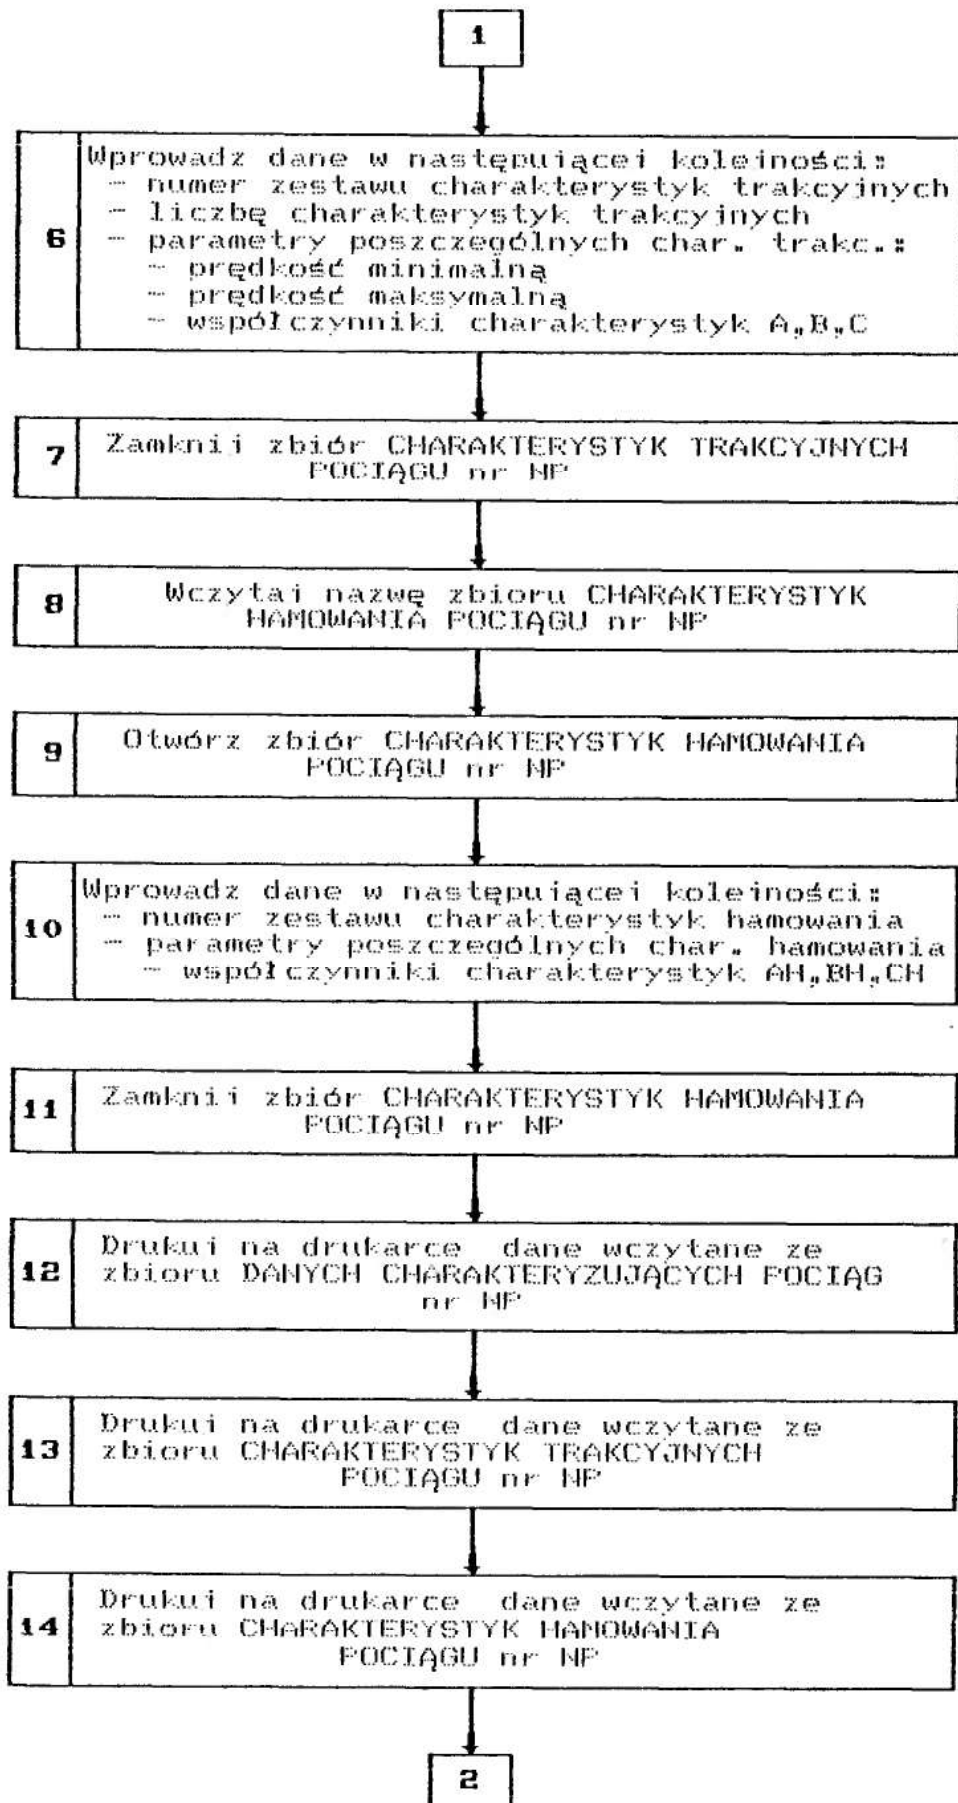 1
6
Wprowadz dane w następującej kolejności:
- numer zestawu charakterystyk trakcyjnych
- liczbę charakterystyk trakcyjnych
- parametry poszczególnych char. trakc.:
- prędkość minimalną
- prędkość maksymalną
- współczynniki charakterystyk A,B,C
7
Zamknij zbiór CHARAKTERYSTYK TRAKCYJNYCH
POCIĄGU nr NP
8
Wczytaj nazwę zbioru CHARAKTERYSTYK
HAMOWANIA POCIĄGU nr NP
9
Otwórz zbiór CHARAKTERYSTYK HAMOWANIA
POCIĄGU nr NP
10
Wprowadz dane w następującej kolejności:
- numer zestawu charakterystyk hamowania
- parametry poszczególnych char. hamowania
- współczynniki charakterystyk AH,BH,CH
11
Zamknij zbiór CHARAKTERYSTYK HAMOWANIA
POCIĄGU nr NP
12
Drukuj na drukarce dane wczytane ze
zbioru DANYCH CHARAKTERYZUJĄCYCH POCIĄG
nr NP
13
Drukuj na drukarce dane wczytane ze
zbioru CHARAKTERYSTYK TRAKCYJNYCH
POCIĄGU nr NP
14
Drukuj na drukarce dane wczytane ze
zbioru CHARAKTERYSTYK HAMOWANIA
POCIĄGU nr NP
2